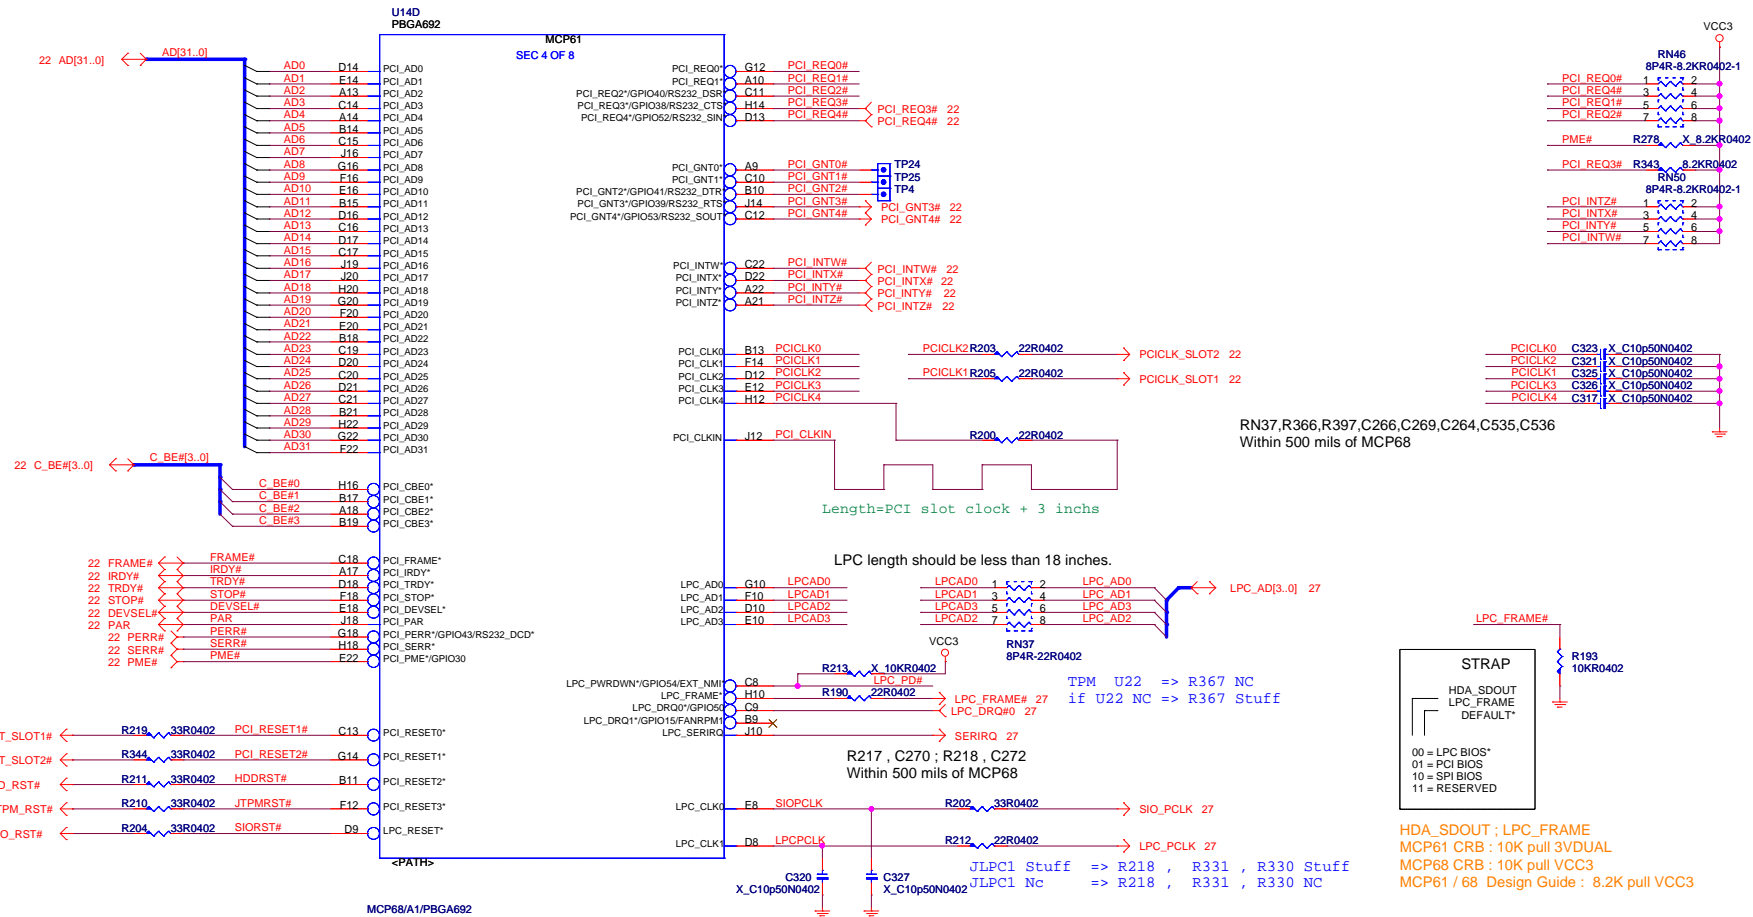 U14D
PBGA692
MCP61
SEC 4 OF 8
22 AD[31..0]
AD[31..0]
AD0 D14 PCI_AD0
AD1 E14 PCI_AD1
AD2 A13 PCI_AD2
AD3 C14 PCI_AD3
AD4 A14 PCI_AD4
AD5 B14 PCI_AD5
AD6 C15 PCI_AD6
AD7 J16 PCI_AD7
AD8 G16 PCI_AD8
AD9 F16 PCI_AD9
AD10 E16 PCI_AD10
AD11 B15 PCI_AD11
AD12 D16 PCI_AD12
AD13 C16 PCI_AD13
AD14 D17 PCI_AD14
AD15 C17 PCI_AD15
AD16 J19 PCI_AD16
AD17 J20 PCI_AD17
AD18 H20 PCI_AD18
AD19 G20 PCI_AD19
AD20 F20 PCI_AD20
AD21 E20 PCI_AD21
AD22 B18 PCI_AD22
AD23 C19 PCI_AD23
AD24 D20 PCI_AD24
AD25 C20 PCI_AD25
AD26 D21 PCI_AD26
AD27 C21 PCI_AD27
AD28 B21 PCI_AD28
AD29 H22 PCI_AD29
AD30 G22 PCI_AD30
AD31 F22 PCI_AD31
22 C_BE#[3..0]
C_BE#[3..0]
C_BE#0 H16 PCI_CBE0*
C_BE#1 B17 PCI_CBE1*
C_BE#2 A18 PCI_CBE2*
C_BE#3 B19 PCI_CBE3*
22 FRAME# FRAME# C18 PCI_FRAME*
22 IRDY# IRDY# A17 PCI_IRDY*
22 TRDY# TRDY# D18 PCI_TRDY*
22 STOP# STOP# F18 PCI_STOP*
22 DEVSEL# DEVSEL# E18 PCI_DEVSEL*
22 PAR PAR J18 PCI_PAR
22 PERR# PERR# G18 PCI_PERR*/GPIO43/RS232_DCD*
22 SERR# SERR# H18 PCI_SERR*
22 PME# PME# E22 PCI_PME*/GPIO30
T_SLOT1# R219 33R0402 PCI_RESET1# C13 PCI_RESET0*
T_SLOT2# R344 33R0402 PCI_RESET2# G14 PCI_RESET1*
D_RST# R211 33R0402 HDDRST# B11 PCI_RESET2*
TPM_RST# R210 33R0402 JTPMRST# F12 PCI_RESET3*
O_RST# R204 33R0402 SIORST# D9 LPC_RESET*
<PATH>
MCP68/A1/PBGA692
PCI_REQ0* G12 PCI_REQ0#
PCI_REQ1* A10 PCI_REQ1#
PCI_REQ2*/GPIO40/RS232_DSR C11 PCI_REQ2#
PCI_REQ3*/GPIO38/RS232_CTS H14 PCI_REQ3# PCI_REQ3# 22
PCI_REQ4*/GPIO52/RS232_SIN D13 PCI_REQ4# PCI_REQ4# 22
PCI_GNT0* A9 PCI_GNT0# TP24
PCI_GNT1* C10 PCI_GNT1# TP25
PCI_GNT2*/GPIO41/RS232_DTR B10 PCI_GNT2# TP4
PCI_GNT3*/GPIO39/RS232_RTS J14 PCI_GNT3# PCI_GNT3# 22
PCI_GNT4*/GPIO53/RS232_SOUT C12 PCI_GNT4# PCI_GNT4# 22
PCI_INTW* C22 PCI_INTW# PCI_INTW# 22
PCI_INTX* D22 PCI_INTX# PCI_INTX# 22
PCI_INTY* A22 PCI_INTY# PCI_INTY# 22
PCI_INTZ* A21 PCI_INTZ# PCI_INTZ# 22
PCI_CLK0 B13 PCICLK0
PCI_CLK1 F14 PCICLK1
PCI_CLK2 D12 PCICLK2
PCI_CLK3 E12 PCICLK3
PCI_CLK4 H12 PCICLK4
PCI_CLKIN J12 PCI_CLKIN
PCICLK2 R203 22R0402 PCICLK_SLOT2 22
PCICLK1 R205 22R0402 PCICLK_SLOT1 22
R200 22R0402
Length=PCI slot clock + 3 inchs
LPC length should be less than 18 inches.
LPC_AD0 G10 LPCAD0
LPC_AD1 F10 LPCAD1
LPC_AD2 D10 LPCAD2
LPC_AD3 E10 LPCAD3
LPCAD0 1 2 LPC_AD0
LPCAD1 3 4 LPC_AD1
LPCAD3 5 6 LPC_AD3
LPCAD2 7 8 LPC_AD2
LPC_AD[3..0] 27
RN37
8P4R-22R0402
VCC3
R213 X_10KR0402
LPC_PWRDWN*/GPIO54/EXT_NMI* C8 LPC_PD#
LPC_FRAME* H10 R190 22R0402 LPC_FRAME# 27
LPC_DRQ0*/GPIO50 C9 LPC_DRQ#0 27
LPC_DRQ1*/GPIO15/FANRPM1 B9
LPC_SERIRQ J10 SERIRQ 27
TPM U22 => R367 NC
if U22 NC => R367 Stuff
R217 , C270 ; R218 , C272
Within 500 mils of MCP68
LPC_CLK0 E8 SIOPCLK R202 33R0402 SIO_PCLK 27
LPC_CLK1 D8 LPCPCLK R212 22R0402 LPC_PCLK 27
C320
X_C10p50N0402
C327
X_C10p50N0402
JLPC1 Stuff => R218 , R331 , R330 Stuff
JLPC1 Nc => R218 , R331 , R330 NC
VCC3
RN46
8P4R-8.2KR0402-1
PCI_REQ0# 1 2
PCI_REQ4# 3 4
PCI_REQ1# 5 6
PCI_REQ2# 7 8
PME# R278 X_8.2KR0402
PCI_REQ3# R343 8.2KR0402
RN50
8P4R-8.2KR0402-1
PCI_INTZ# 1 2
PCI_INTX# 3 4
PCI_INTY# 5 6
PCI_INTW# 7 8
PCICLK0 C323 X_C10p50N0402
PCICLK2 C321 X_C10p50N0402
PCICLK1 C325 X_C10p50N0402
PCICLK3 C326 X_C10p50N0402
PCICLK4 C317 X_C10p50N0402
RN37,R366,R397,C266,C269,C264,C535,C536
Within 500 mils of MCP68
LPC_FRAME#
R193
10KR0402
STRAP
HDA_SDOUT
LPC_FRAME
DEFAULT*
00 = LPC BIOS*
01 = PCI BIOS
10 = SPI BIOS
11 = RESERVED
HDA_SDOUT ; LPC_FRAME
MCP61 CRB : 10K pull 3VDUAL
MCP68 CRB : 10K pull VCC3
MCP61 / 68 Design Guide : 8.2K pull VCC3